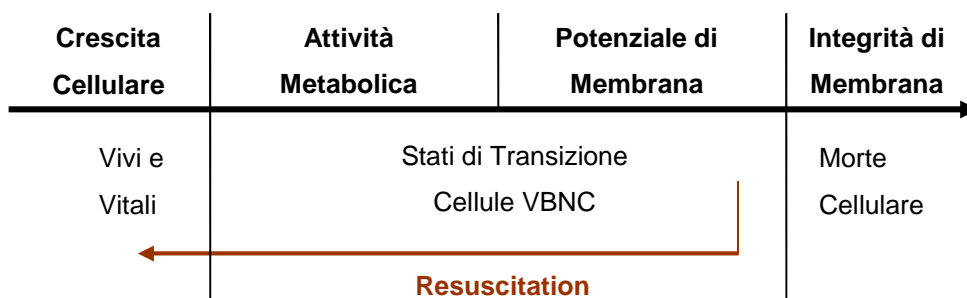 Crescita
Cellulare
Attività
Metabolica
Potenziale di
Membrana
Integrità di
Membrana
Vivi e
Vitali
Stati di Transizione
Cellule VBNC
Morte
Cellulare
Resuscitation